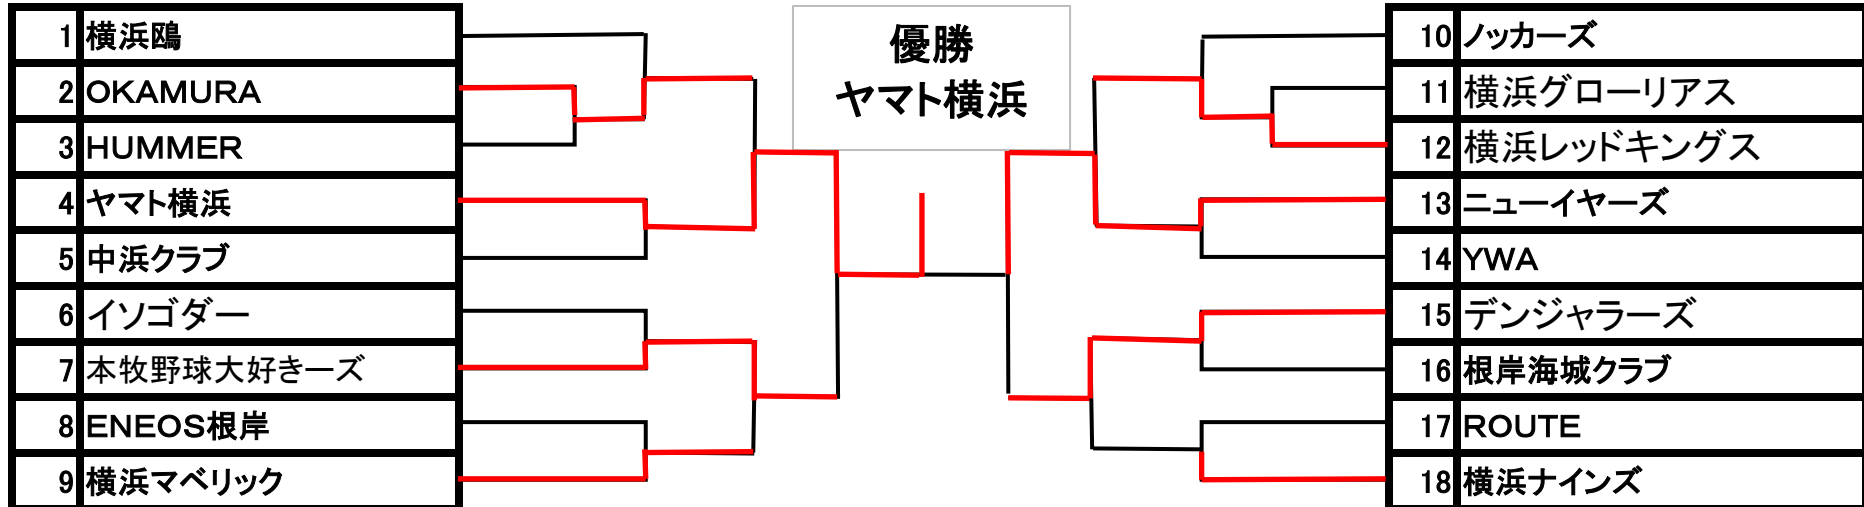 1 横浜鴎
2 OKAMURA
3 HUMMER
4 ヤマト横浜
5 中浜クラブ
6 イソゴダー
7 本牧野球大好きーズ
8 ENEOS根岸
9 横浜マベリック
優勝
ヤマト横浜
10 ノッカーズ
11 横浜グローリアス
12 横浜レッドキングス
13 ニューイヤーズ
14 YWA
15 デンジャラーズ
16 根岸海城クラブ
17 ROUTE
18 横浜ナインズ